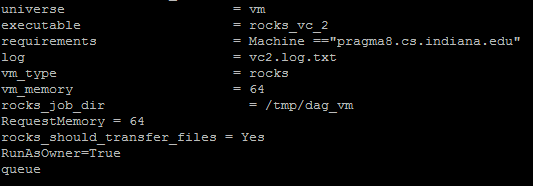 universe = vm
executable = rocks_vc_2
requirements = Machine =="pragma8.cs.indiana.edu"
log = vc2.log.txt
vm_type = rocks
vm_memory = 64
rocks_job_dir = /tmp/dag_vm
RequestMemory = 64
rocks_should_transfer_files = Yes
RunAsOwner=True
queue